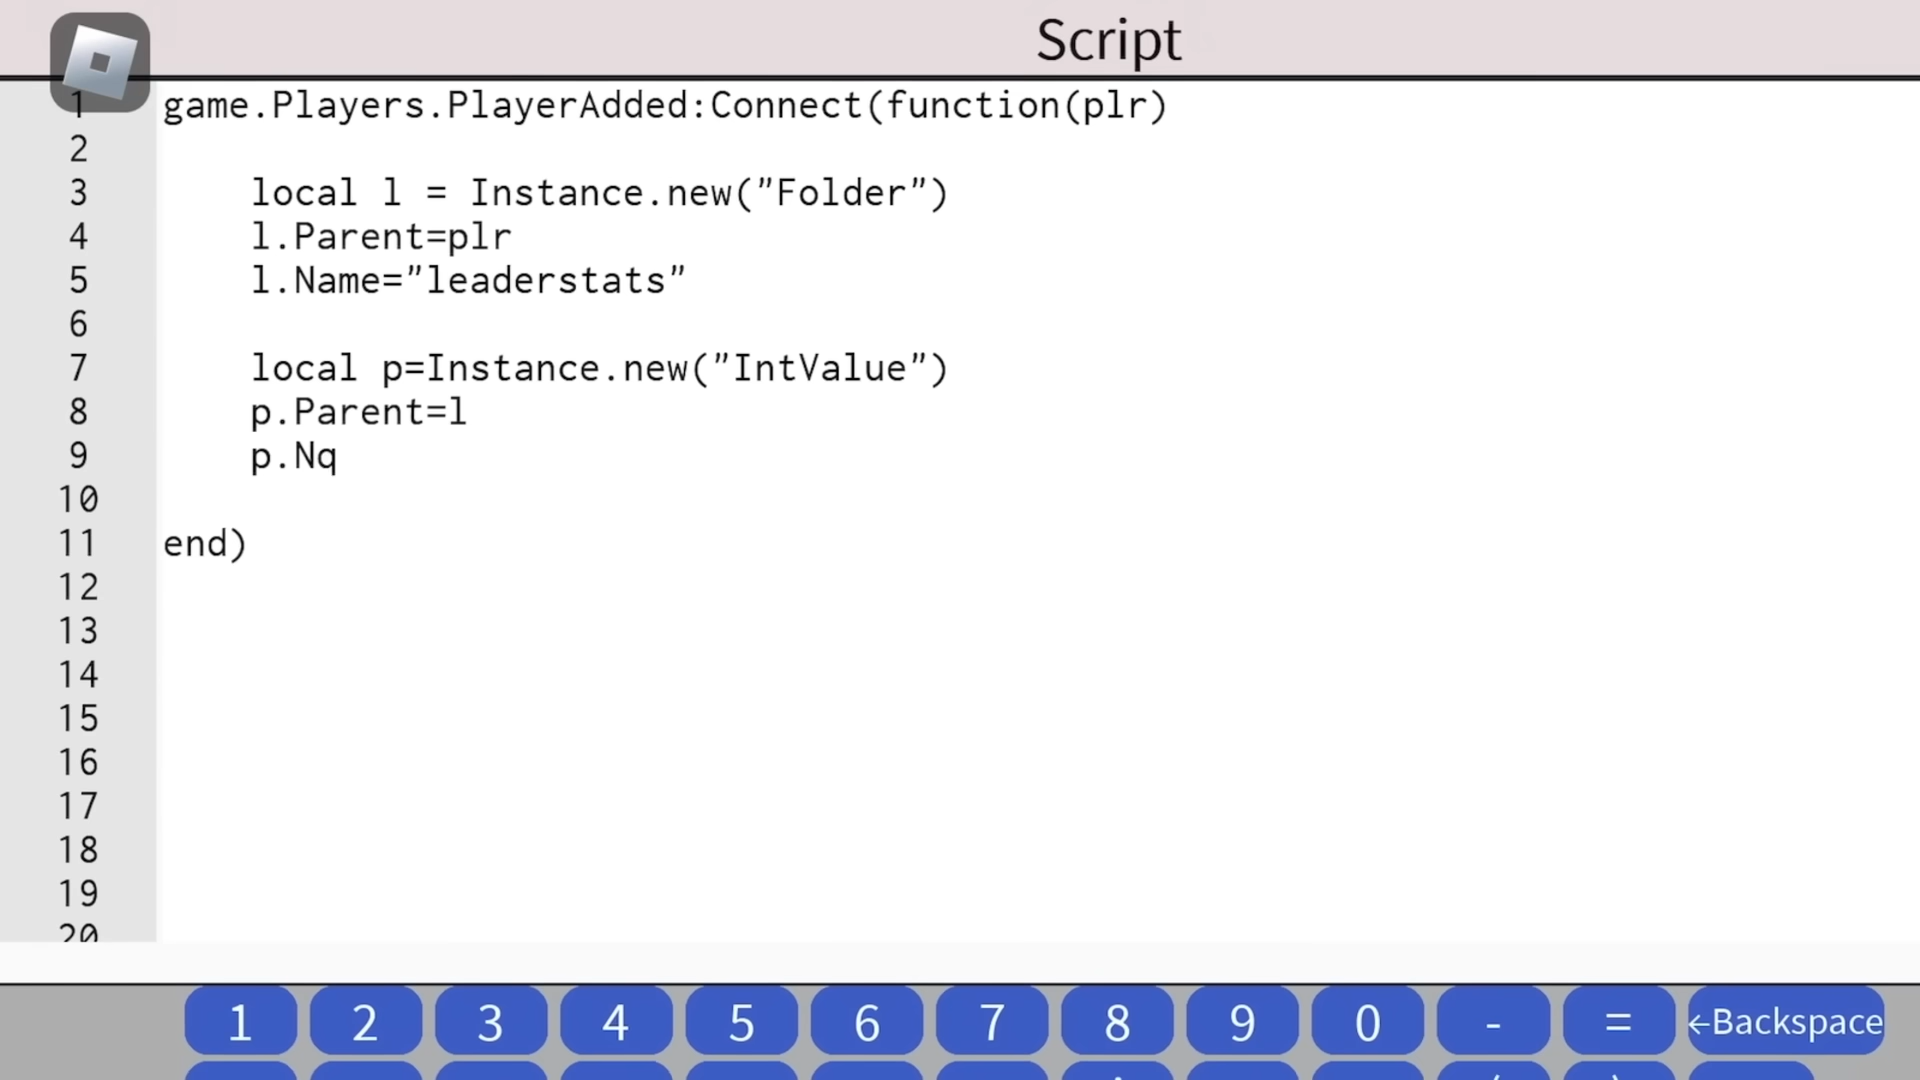 Script
1 game.Players.PlayerAdded:Connect(function(plr)
2
3 local l = Instance.new("Folder")
4 l.Parent=plr
5 l.Name="leaderstats"
6
7 local p=Instance.new("IntValue")
8 p.Parent=l
9 p.Nq
10
11 end)
12
13
14
15
16
17
18
19
20
1 2 3 4 5 6 7 8 9 0 - = ←Backspace